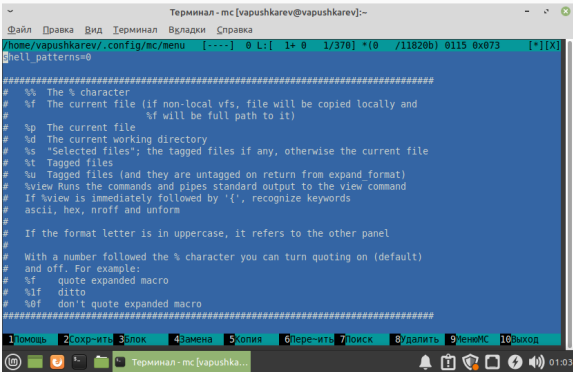 Терминал - mc [vapushkarev@vapushkarev]:~
Файл Правка Вид Терминал Вкладки Справка
/home/vapushkarev/.config/mc/menu [----] 0 L:[ 1+ 0 1/370] *(0 /11820b) 0115 0x073 [*][X]
shell_patterns=0
################################################################################
# %% The % character
# %f The current file (if non-local vfs, file will be copied locally and
# %f will be full path to it)
# %p The current file
# %d The current working directory
# %s "Selected files"; the tagged files if any, otherwise the current file
# %t Tagged files
# %u Tagged files (and they are untagged on return from expand_format)
# %view Runs the commands and pipes standard output to the view command
# If %view is immediately followed by '{', recognize keywords
# ascii, hex, nroff and unform
#
# If the format letter is in uppercase, it refers to the other panel
#
# With a number followed the % character you can turn quoting on (default)
# and off. For example:
# %f quote expanded macro
# %1f ditto
# %0f don't quote expanded macro
################################################################################
1Помощь 2Сохр~ить 3Блок 4Замена 5Копия 6Пере~ить 7Поиск 8Удалить 9МенюMC 10Выход
Терминал - mc [vapushka... 01:03